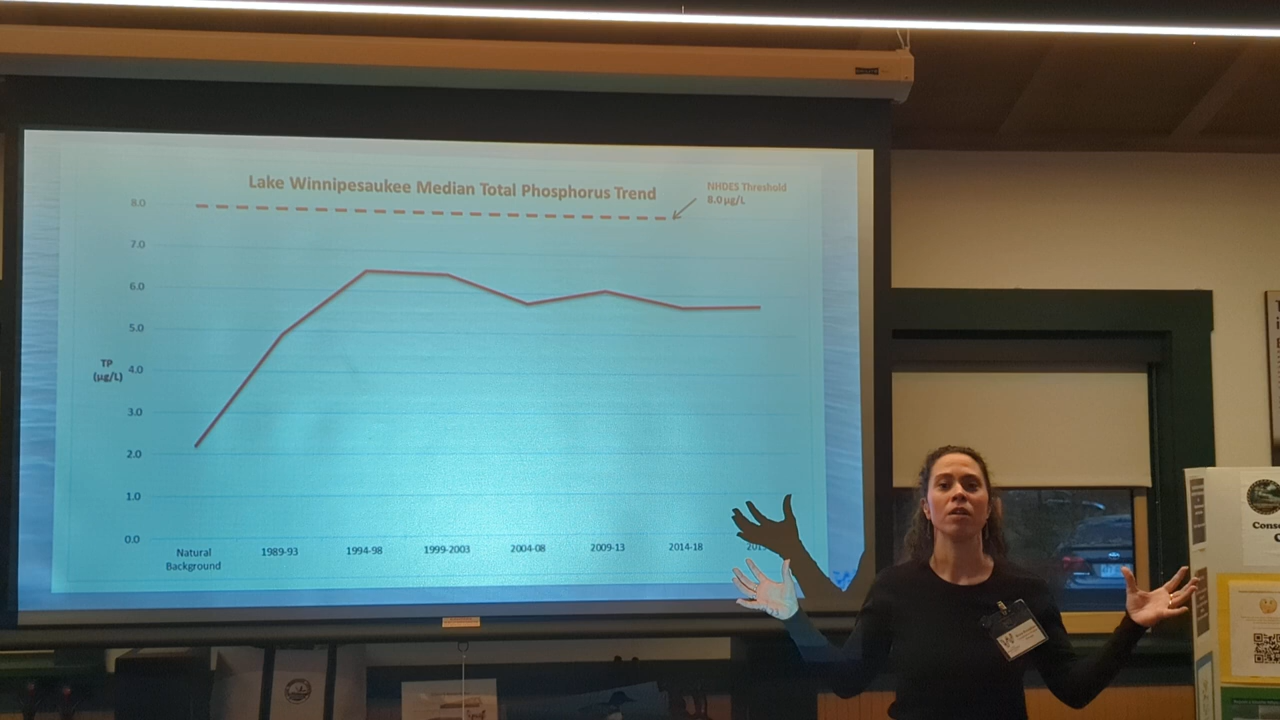 Lake Winnipesaukee Median Total Phosphorus Trend
NHDES Threshold
8.0 µg/L
8.0
7.0
6.0
5.0
TP
(µg/L)
4.0
3.0
2.0
1.0
0.0
Natural
Background
1989-93
1994-98
1999-2003
2004-08
2009-13
2014-18
W